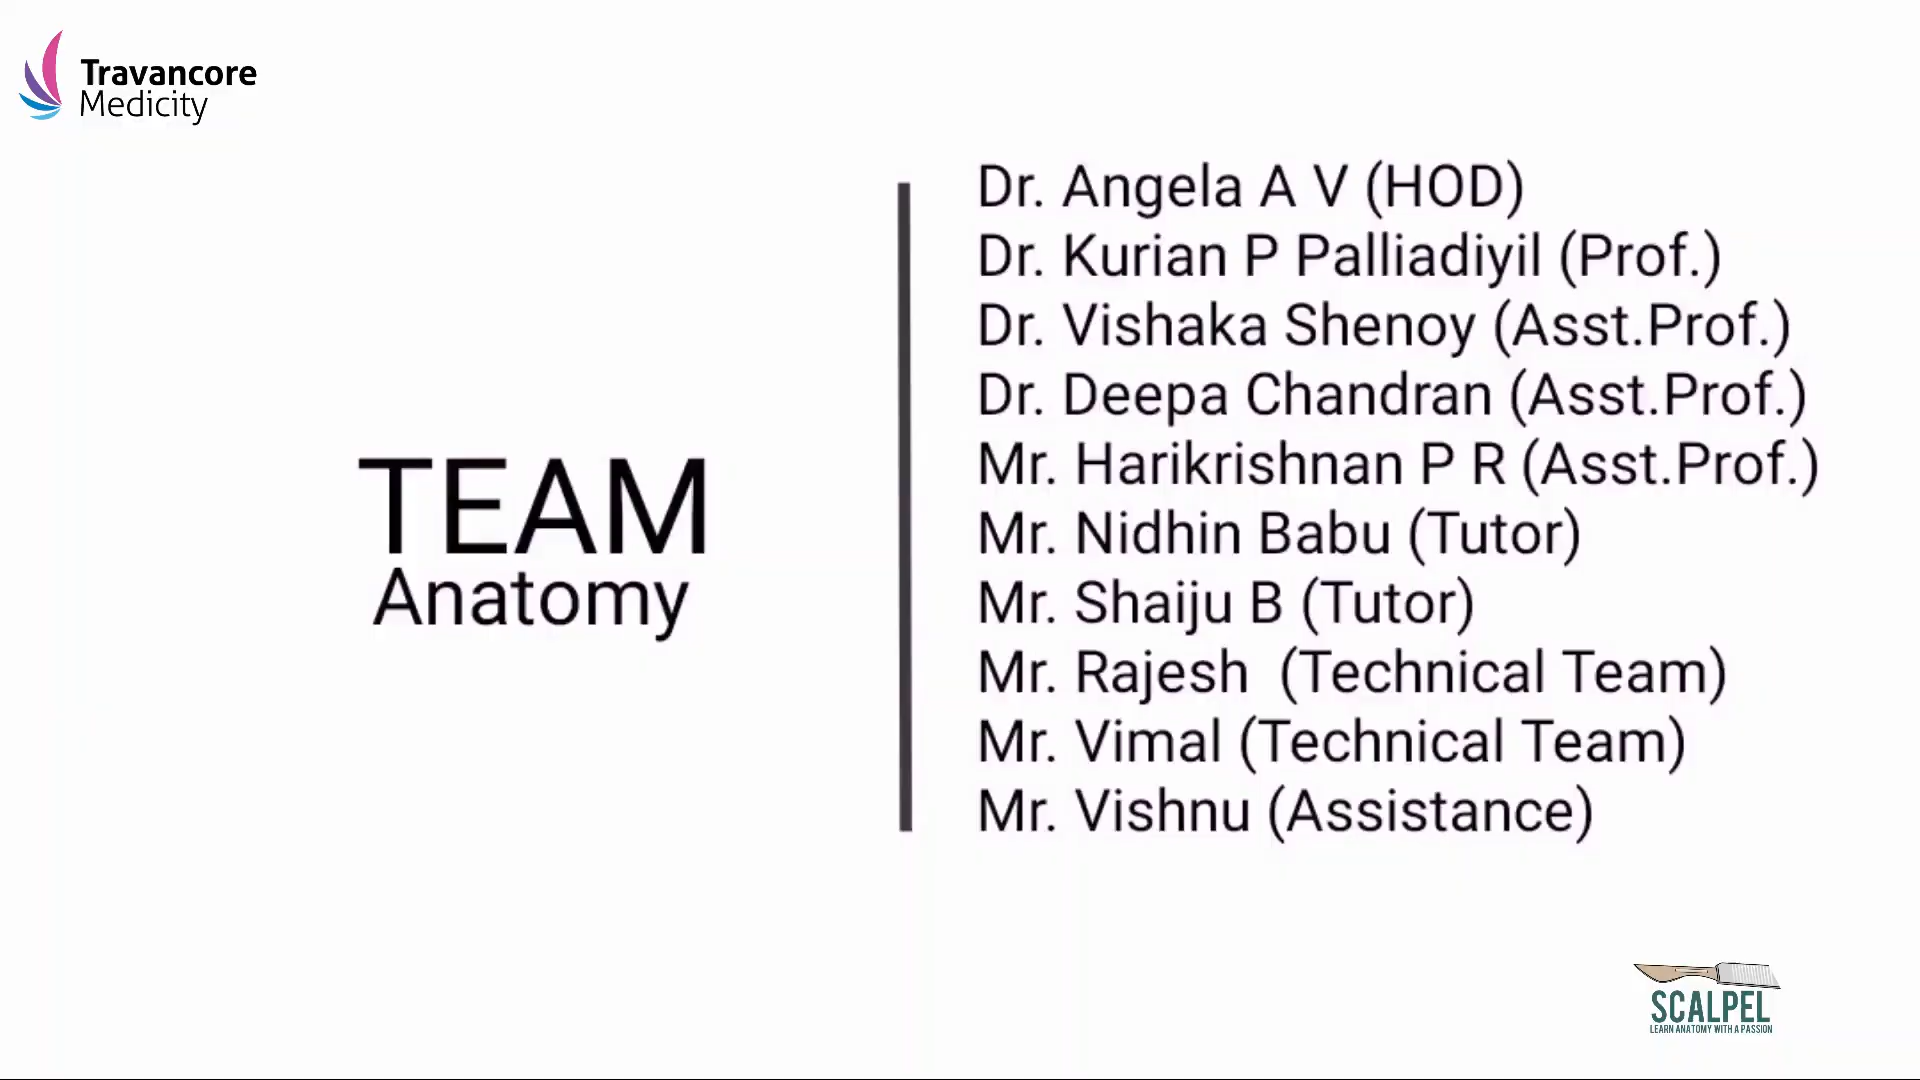 Travancore
Medicity
TEAM
Anatomy
Dr. Angela A V (HOD)
Dr. Kurian P Palliadiyil (Prof.)
Dr. Vishaka Shenoy (Asst.Prof.)
Dr. Deepa Chandran (Asst.Prof.)
Mr. Harikrishnan P R (Asst.Prof.)
Mr. Nidhin Babu (Tutor)
Mr. Shaiju B (Tutor)
Mr. Rajesh  (Technical Team)
Mr. Vimal (Technical Team)
Mr. Vishnu (Assistance)
SCALPEL
LEARN ANATOMY WITH A PASSION